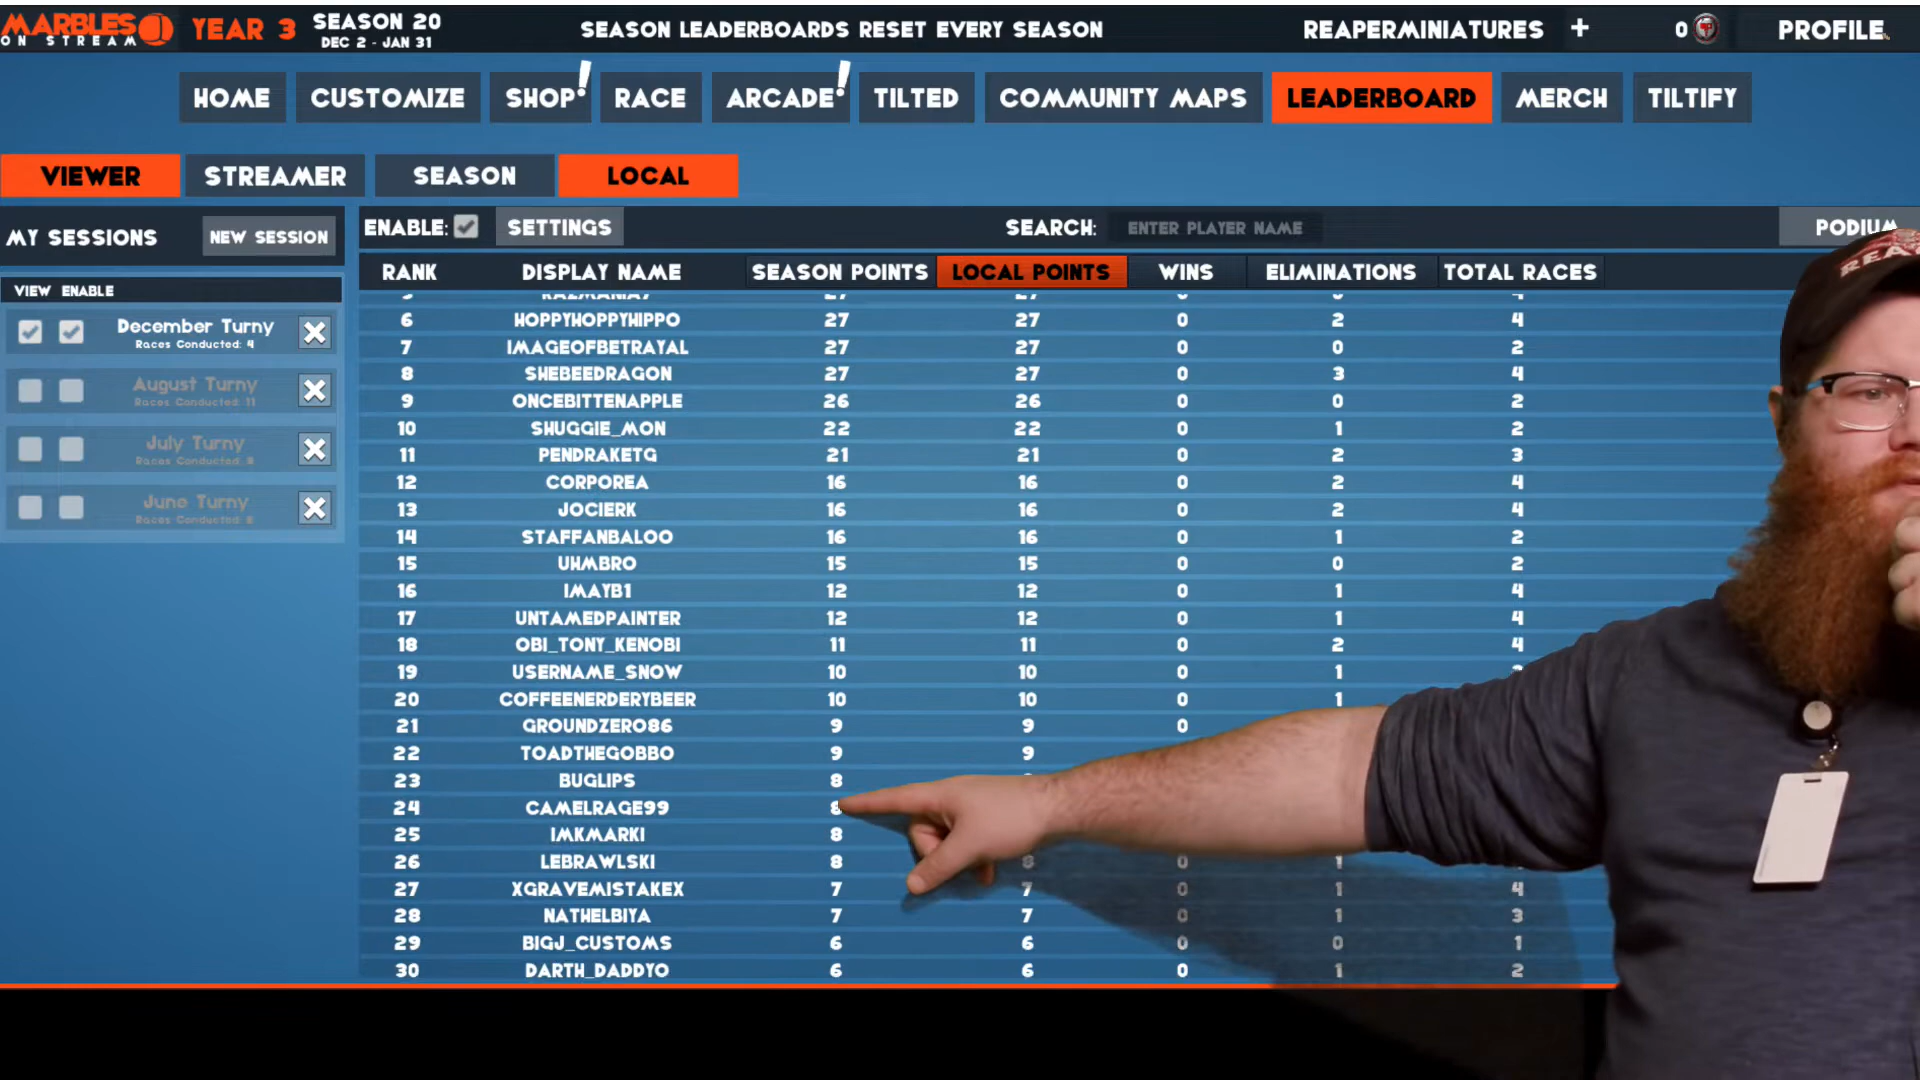 MARBLES
ON STREAM
YEAR 3
SEASON 20
DEC 2 - JAN 31
SEASON LEADERBOARDS RESET EVERY SEASON
REAPERMINIATURES +
0
PROFILE
HOME CUSTOMIZE SHOP! RACE ARCADE! TILTED COMMUNITY MAPS LEADERBOARD MERCH TILTIFY
VIEWER STREAMER SEASON LOCAL
MY SESSIONS NEW SESSION
ENABLE: SETTINGS SEARCH: ENTER PLAYER NAME PODIUM
VIEW ENABLE
December Turny
Races Conducted: 4
August Turny
Races Conducted: 11
July Turny
Races Conducted:
June Turny
Races Conducted:
REA
RANK DISPLAY NAME SEASON POINTS LOCAL POINTS WINS ELIMINATIONS TOTAL RACES
6 HOPPYHOPPYHIPPO 27 27 0 2 4
7 IMAGEOFBETRAYAL 27 27 0 0 2
8 SHEBEEDRAGON 27 27 0 3 4
9 ONCEBITTENAPPLE 26 26 0 0 2
10 SHUGGIE_MON 22 22 0 1 2
11 PENDRAKETG 21 21 0 2 3
12 CORPOREA 16 16 0 2 4
13 JOCIERK 16 16 0 2 4
14 STAFFANBALOO 16 16 0 1 2
15 UHMBRO 15 15 0 0 2
16 IMAYB1 12 12 0 1 4
17 UNTAMEDPAINTER 12 12 0 1 4
18 OBI_TONY_KENOBI 11 11 0 2 4
19 USERNAME_SNOW 10 10 0 1
20 COFFEENERDERYBEER 10 10 0 1
21 GROUNDZERO86 9 9 0
22 TOADTHEGOBBO 9 9
23 BUGLIPS 8
24 CAMELRAGE99 8
25 IMKMARKI 8
26 LEBRAWLSKI 8 8 0 1
27 XGRAVEMISTAKEX 7 7 0 1 4
28 NATHELBIYA 7 7 0 1 3
29 BIGJ_CUSTOMS 6 6 0 0 1
30 DARTH_DADDYO 6 6 0 1 2